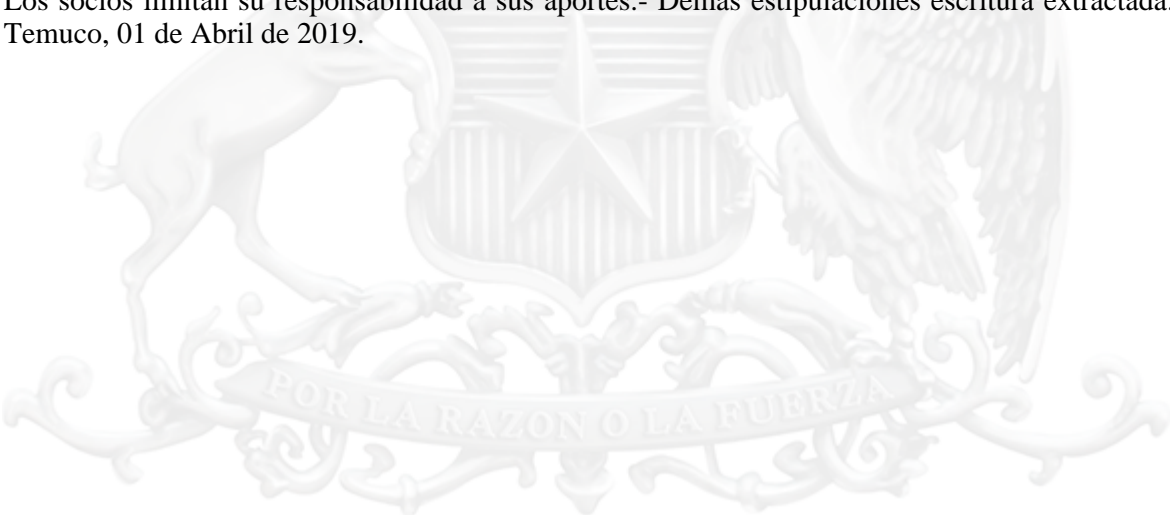 Los socios limitan su responsabilidad a sus aportes.- Demás estipulaciones escritura extractada.
Temuco, 01 de Abril de 2019.
POR LA RAZON O LA FUERZA